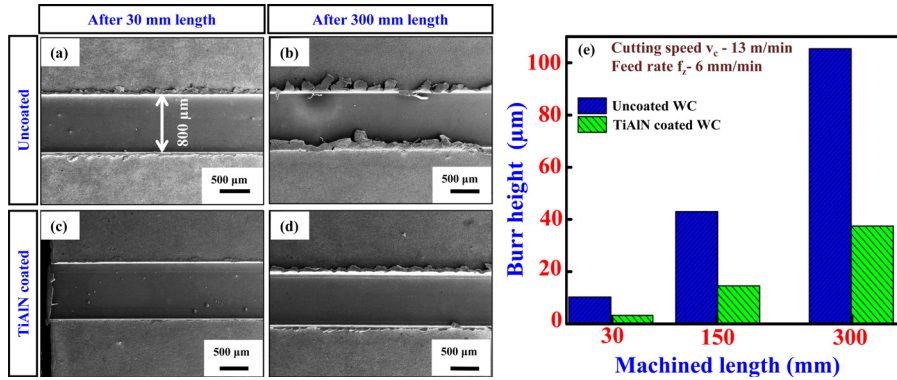 After 30 mm length
After 300 mm length
Uncoated
(a)
800 µm
500 µm
(b)
500 µm
TiAlN coated
(c)
500 µm
(d)
500 µm
(e)
Cutting speed vc - 13 m/min
Feed rate fz- 6 mm/min
Uncoated WC
TiAlN coated WC
Burr height (µm)
100
80
60
40
20
0
30
150
300
Machined length (mm)